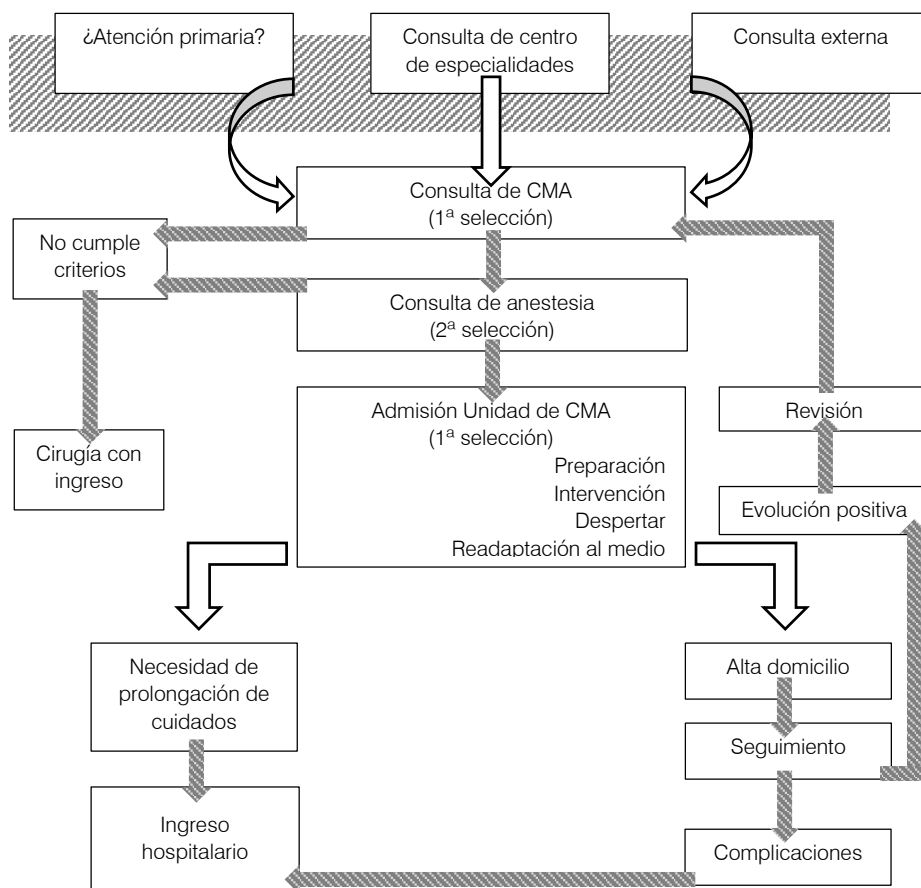 ¿Atención primaria?
Consulta de centro
de especialidades
Consulta externa
Consulta de CMA
(1ª selección)
No cumple
criterios
Consulta de anestesia
(2ª selección)
Admisión Unidad de CMA
(1ª selección)
Preparación
Intervención
Despertar
Readaptación al medio
Revisión
Cirugía con
ingreso
Evolución positiva
Necesidad de
prolongación de
cuidados
Alta domicilio
Seguimiento
Ingreso
hospitalario
Complicaciones